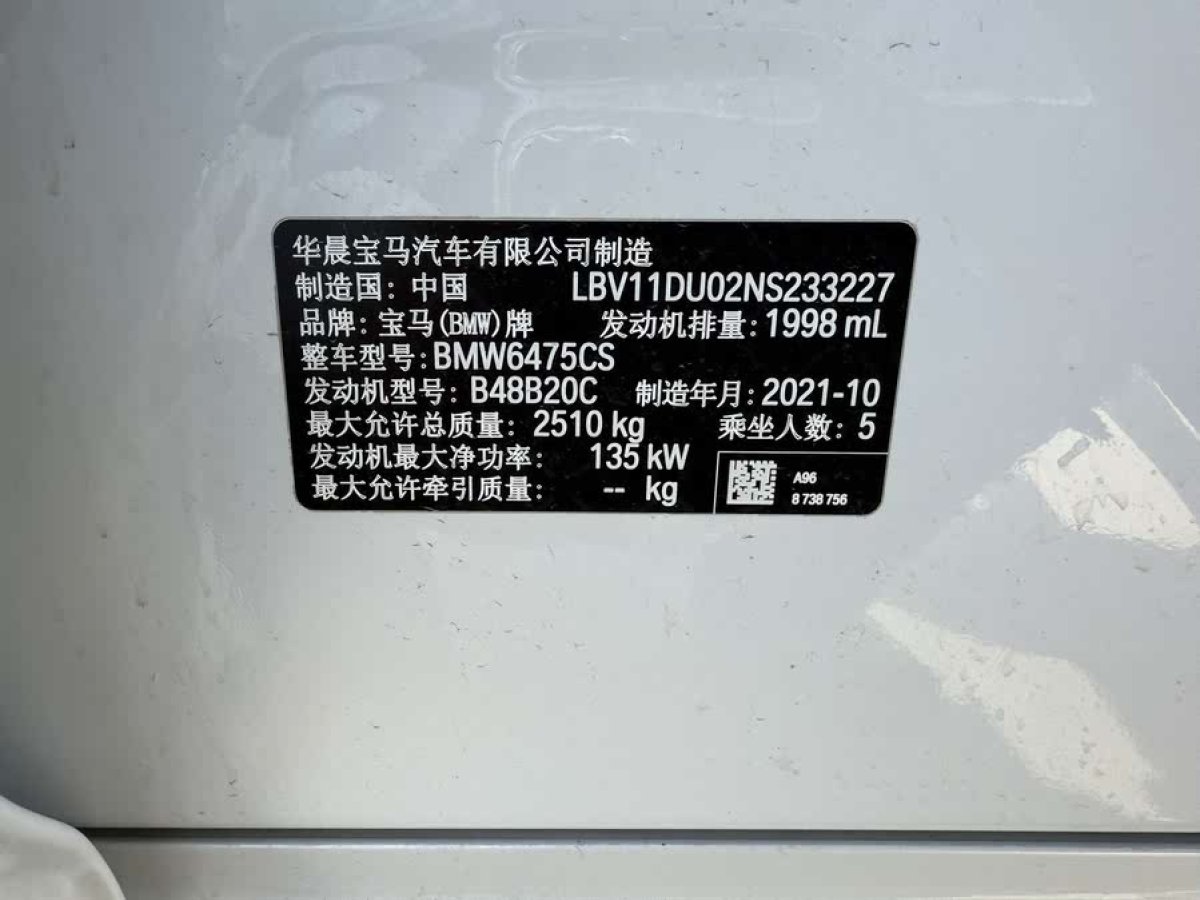 华晨宝马汽车有限公司制造
制造国：中国 LBV11DU02NS233227
品牌：宝马(BMW)牌 发动机排量：1998 mL
整车型号：BMW6475CS
发动机型号：B48B20C 制造年月：2021-10
最大允许总质量：2510 kg 乘坐人数：5
发动机最大净功率：135 kW
最大允许牵引质量：-- kg
A96
8 738 756